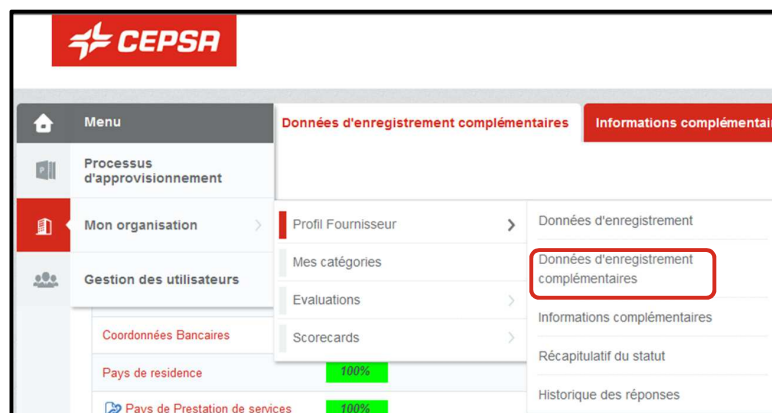 CEPSA
Menu
Données d'enregistrement complémentaires
Informations complémentai
Processus
d'approvisionnement
Mon organisation
Gestion des utilisateurs
Profil Fournisseur
Mes catégories
Evaluations
Scorecards
Données d'enregistrement
Données d'enregistrement
complémentaires
Informations complémentaires
Récapitulatif du statut
Historique des réponses
Coordonnées Bancaires
Pays de residence
100%
Pays de Prestation de services
100%